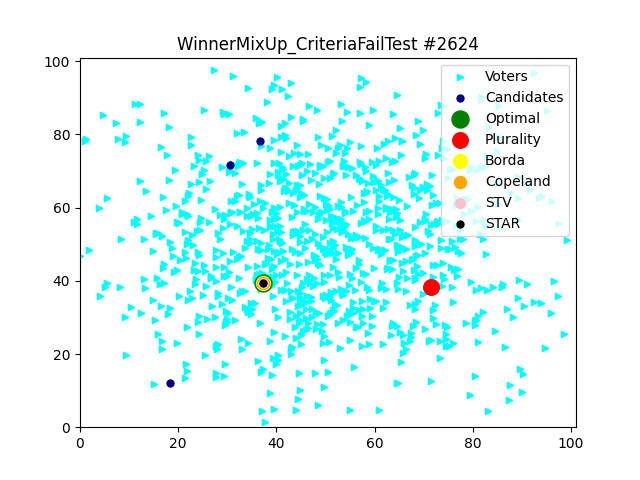 WinnerMixUp_CriteriaFailTest #2624
100
80
60
40
20
0
0
20
40
60
80
100
Voters
Candidates
Optimal
Plurality
Borda
Copeland
STV
STAR